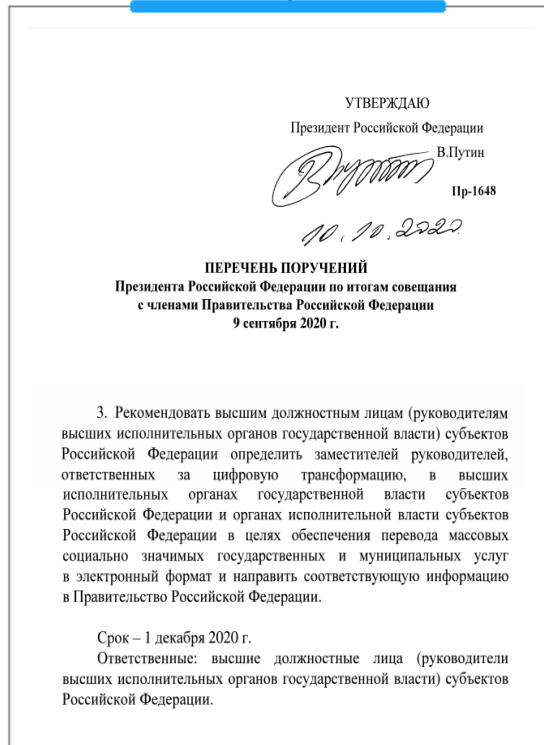 УТВЕРЖДАЮ
Президент Российской Федерации
В.Путин
Пр-1648
10.10.2020
ПЕРЕЧЕНЬ ПОРУЧЕНИЙ
Президента Российской Федерации по итогам совещания
с членами Правительства Российской Федерации
9 сентября 2020 г.
3. Рекомендовать высшим должностным лицам (руководителям
высших исполнительных органов государственной власти) субъектов
Российской Федерации определить заместителей руководителей,
ответственных за цифровую трансформацию, в высших
исполнительных органах государственной власти субъектов
Российской Федерации и органах исполнительной власти субъектов
Российской Федерации в целях обеспечения перевода массовых
социально значимых государственных и муниципальных услуг
в электронный формат и направить соответствующую информацию
в Правительство Российской Федерации.
Срок – 1 декабря 2020 г.
Ответственные: высшие должностные лица (руководители
высших исполнительных органов государственной власти) субъектов
Российской Федерации.